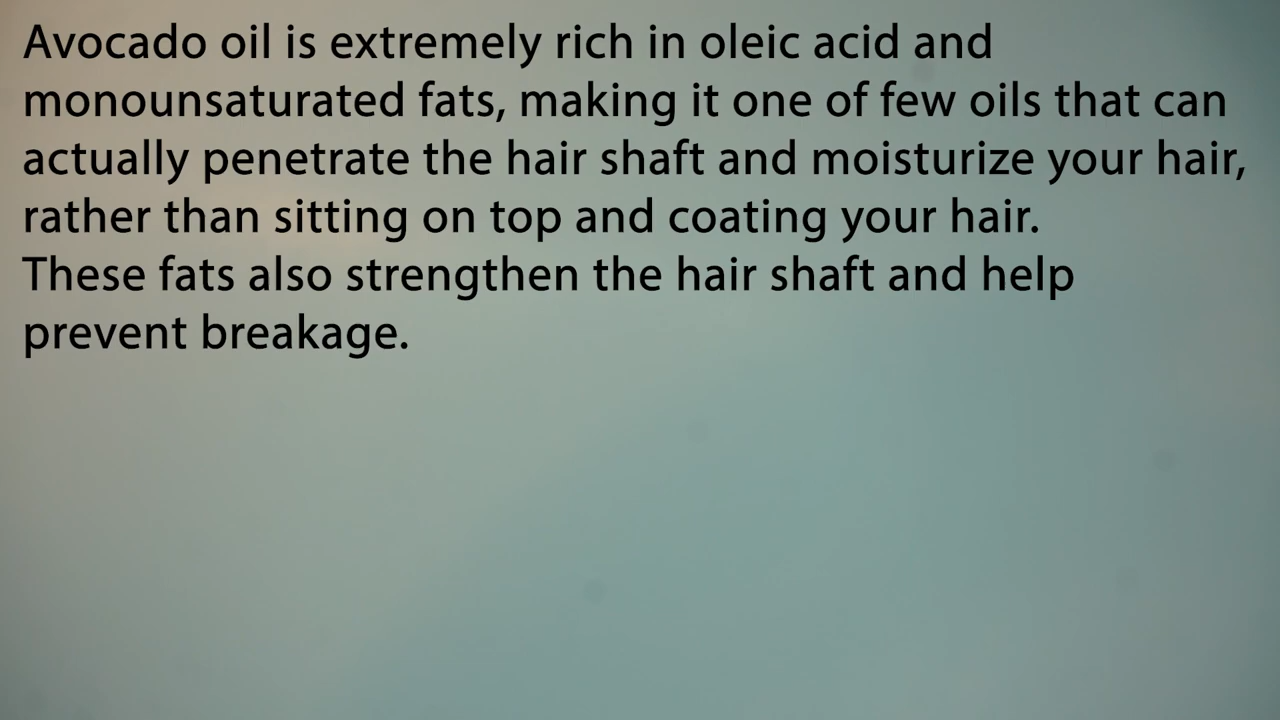 Avocado oil is extremely rich in oleic acid and
monounsaturated fats, making it one of few oils that can
actually penetrate the hair shaft and moisturize your hair,
rather than sitting on top and coating your hair.
These fats also strengthen the hair shaft and help
prevent breakage.